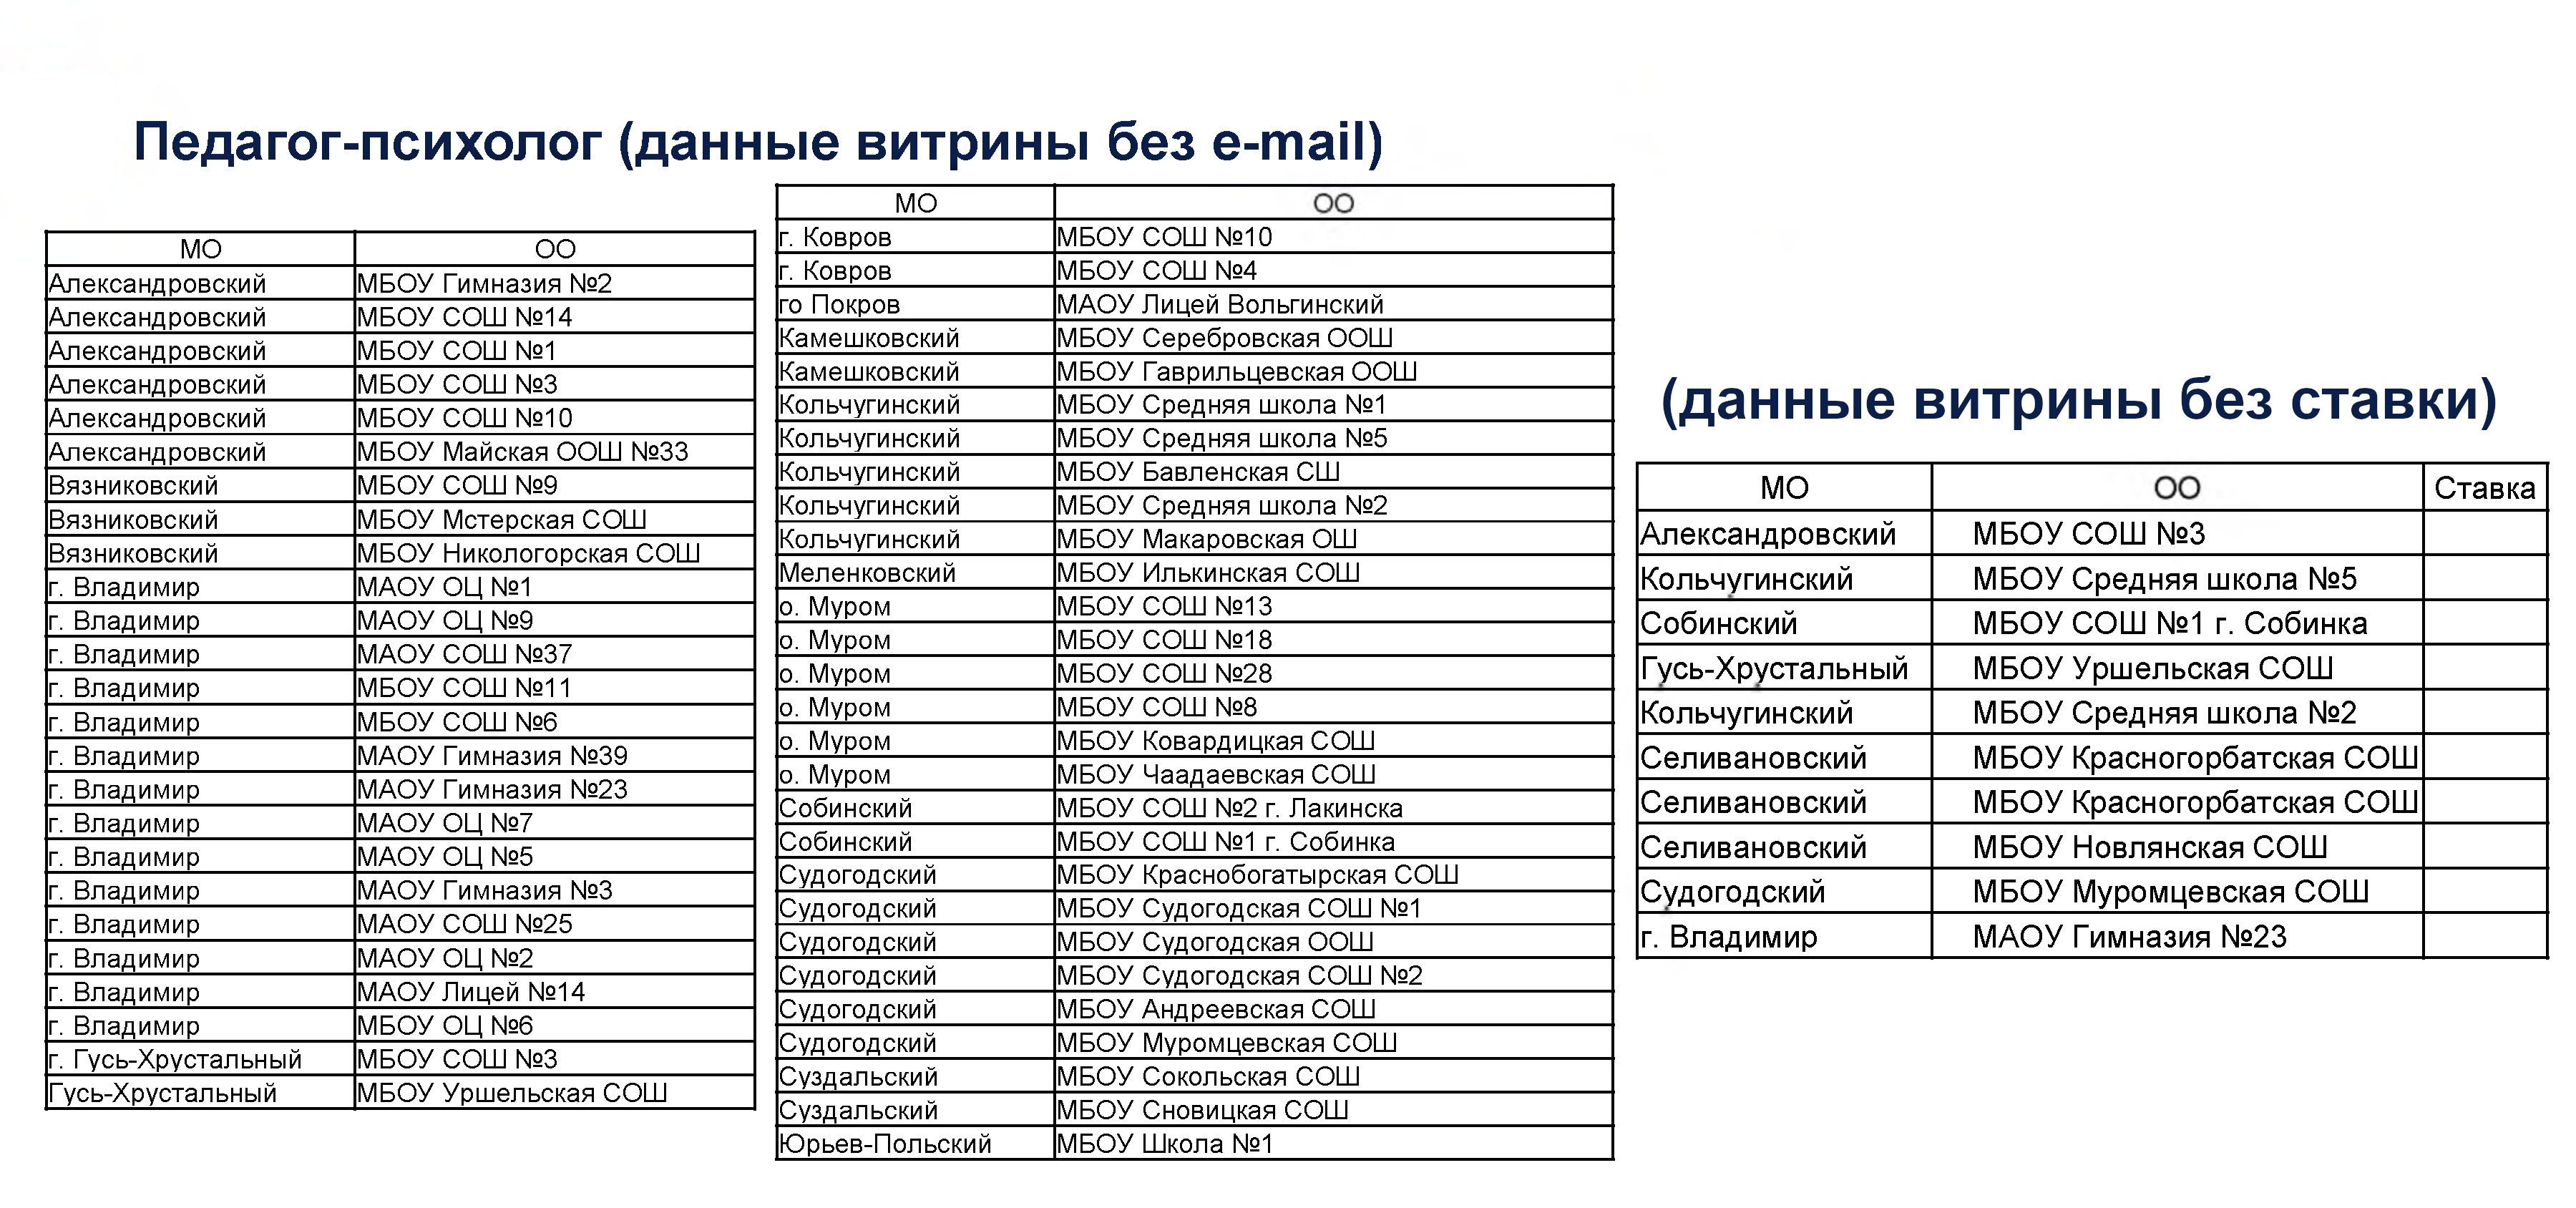 Педагог-психолог (данные витрины без e-mail)
МО ОО
Александровский МБОУ Гимназия №2
Александровский МБОУ СОШ №14
Александровский МБОУ СОШ №1
Александровский МБОУ СОШ №3
Александровский МБОУ СОШ №10
Александровский МБОУ Майская ООШ №33
Вязниковский МБОУ СОШ №9
Вязниковский МБОУ Мстерская СОШ
Вязниковский МБОУ Никологорская СОШ
г. Владимир МАОУ ОЦ №1
г. Владимир МАОУ ОЦ №9
г. Владимир МАОУ СОШ №37
г. Владимир МБОУ СОШ №11
г. Владимир МБОУ СОШ №6
г. Владимир МАОУ Гимназия №39
г. Владимир МАОУ Гимназия №23
г. Владимир МАОУ ОЦ №7
г. Владимир МАОУ ОЦ №5
г. Владимир МАОУ Гимназия №3
г. Владимир МАОУ СОШ №25
г. Владимир МАОУ ОЦ №2
г. Владимир МАОУ Лицей №14
г. Владимир МБОУ ОЦ №6
г. Гусь-Хрустальный МБОУ СОШ №3
Гусь-Хрустальный МБОУ Уршельская СОШ
МО ОО
г. Ковров МБОУ СОШ №10
г. Ковров МБОУ СОШ №4
го Покров МАОУ Лицей Вольгинский
Камешковский МБОУ Серебровская ООШ
Камешковский МБОУ Гаврильцевская ООШ
Кольчугинский МБОУ Средняя школа №1
Кольчугинский МБОУ Средняя школа №5
Кольчугинский МБОУ Бавленская СШ
Кольчугинский МБОУ Средняя школа №2
Кольчугинский МБОУ Макаровская ОШ
Меленковский МБОУ Илькинская СОШ
о. Муром МБОУ СОШ №13
о. Муром МБОУ СОШ №18
о. Муром МБОУ СОШ №28
о. Муром МБОУ СОШ №8
о. Муром МБОУ Ковардицкая СОШ
о. Муром МБОУ Чаадаевская СОШ
Собинский МБОУ СОШ №2 г. Лакинска
Собинский МБОУ СОШ №1 г. Собинка
Судогодский МБОУ Краснобогатырская СОШ
Судогодский МБОУ Судогодская СОШ №1
Судогодский МБОУ Судогодская ООШ
Судогодский МБОУ Судогодская СОШ №2
Судогодский МБОУ Андреевская СОШ
Судогодский МБОУ Муромцевская СОШ
Суздальский МБОУ Сокольская СОШ
Суздальский МБОУ Сновицкая СОШ
Юрьев-Польский МБОУ Школа №1
(данные витрины без ставки)
МО ОО Ставка
Александровский МБОУ СОШ №3
Кольчугинский МБОУ Средняя школа №5
Собинский МБОУ СОШ №1 г. Собинка
Гусь-Хрустальный МБОУ Уршельская СОШ
Кольчугинский МБОУ Средняя школа №2
Селивановский МБОУ Красногорбатская СОШ
Селивановский МБОУ Красногорбатская СОШ
Селивановский МБОУ Новлянская СОШ
Судогодский МБОУ Муромцевская СОШ
г. Владимир МАОУ Гимназия №23